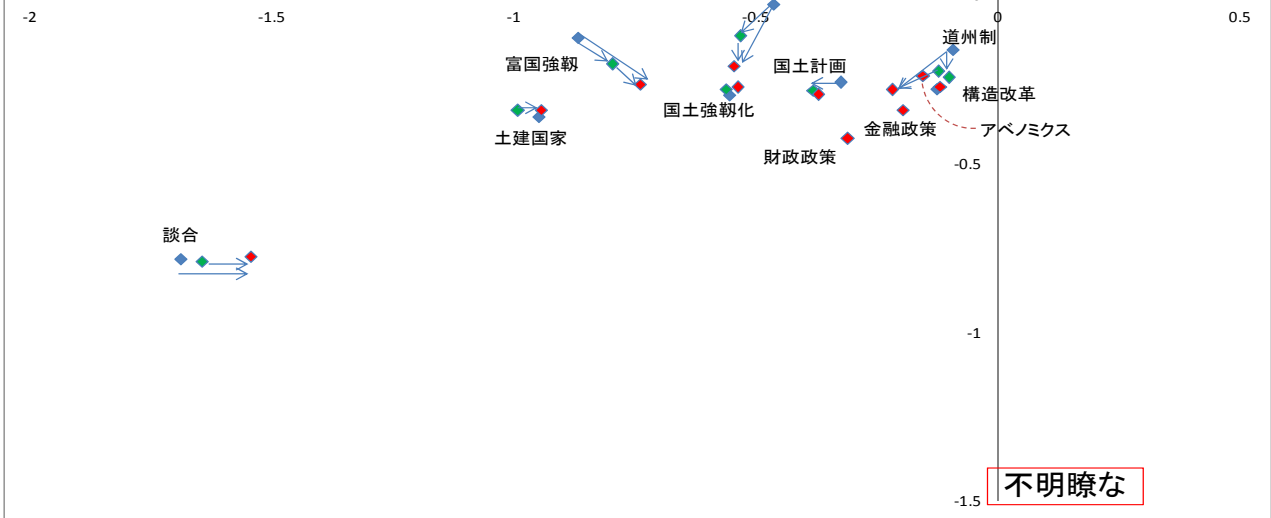 -2
-1.5
-1
-0.5
0
0.5
道州制
富国強靱
国土計画
構造改革
国土強靱化
金融政策
アベノミクス
土建国家
財政政策
-0.5
談合
-1
不明瞭な
-1.5